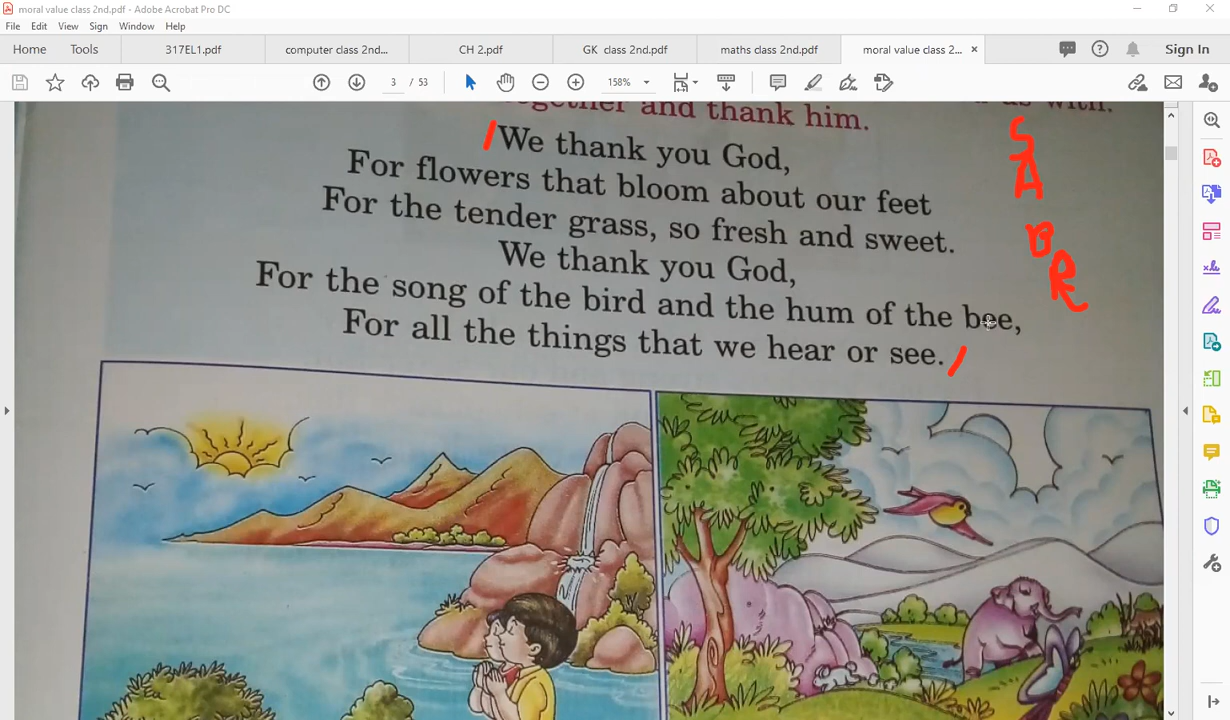 moral value class 2nd.pdf - Adobe Acrobat Pro DC
File Edit View Sign Window Help
Home Tools 317EL1.pdf computer class 2nd... CH 2.pdf GK class 2nd.pdf maths class 2nd.pdf moral value class 2... × Sign In
3 / 53 158%
together and thank him.
We thank you God,
For flowers that bloom about our feet
For the tender grass, so fresh and sweet.
We thank you God,
For the song of the bird and the hum of the bee,
For all the things that we hear or see.
S
A
B
R